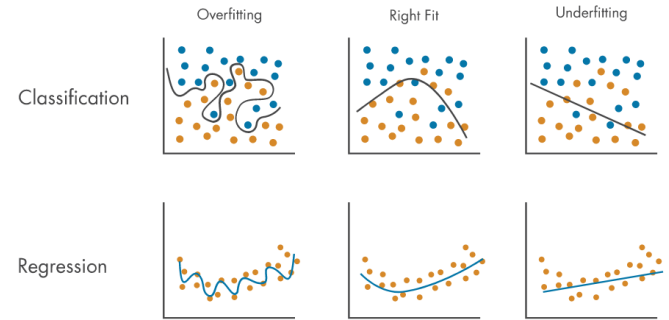 Overfitting
Right Fit
Underfitting
Classification
Regression